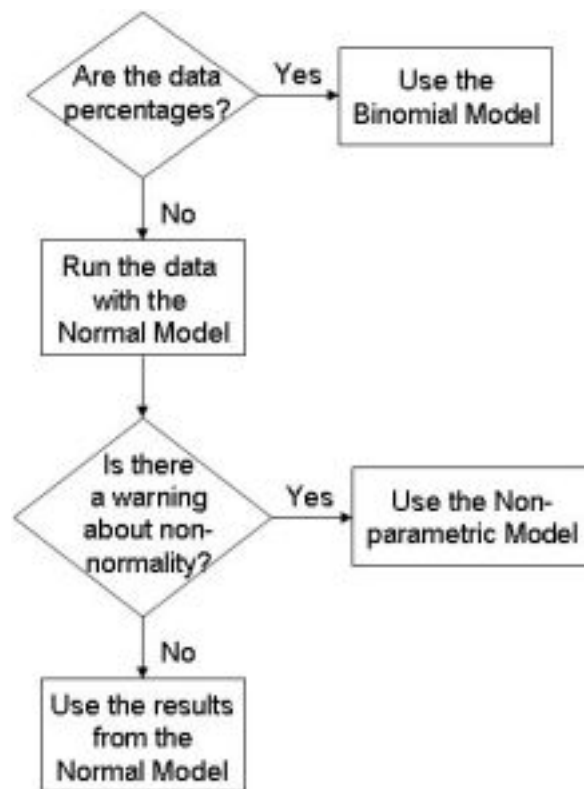 Are the data
percentages?
Yes
Use the
Binomial Model
No
Run the data
with the
Normal Model
Is there
a warning
about non-
normality?
Yes
Use the Non-
parametric Model
No
Use the results
from the
Normal Model